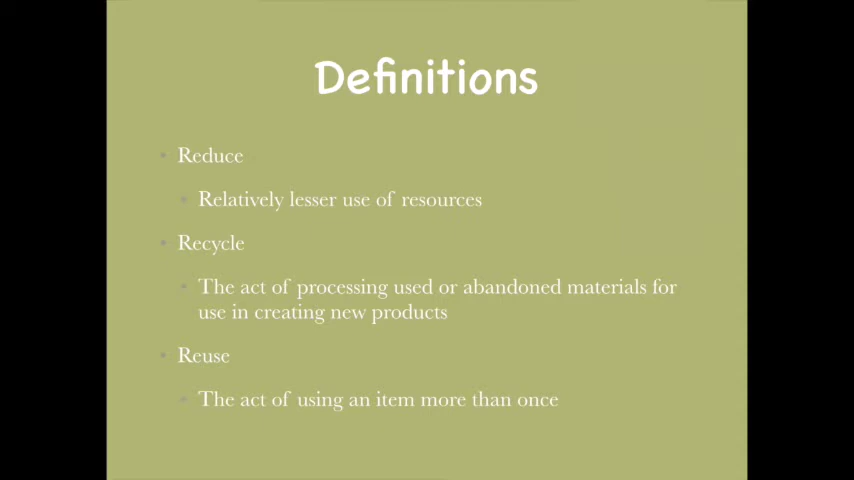 Definitions
Reduce
Relatively lesser use of resources
Recycle
The act of processing used or abandoned materials for
use in creating new products
Reuse
The act of using an item more than once